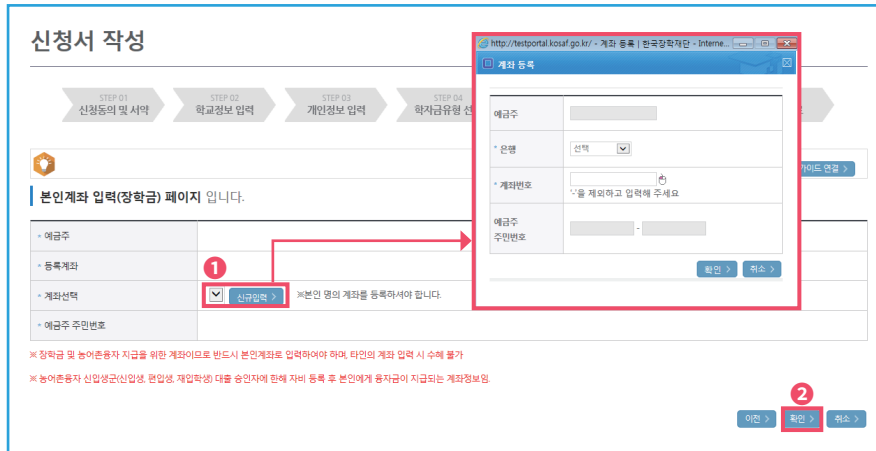 신청서 작성
STEP 01
신청동의 및 서약
STEP 02
학교정보 입력
STEP 03
개인정보 입력
STEP 04
학자금유형 선
가이드 연결 >
본인계좌 입력(장학금) 페이지 입니다.
* 예금주
* 등록계좌
1
* 계좌선택
신규입력 >
※본인 명의 계좌를 등록하셔야 합니다.
* 예금주 주민번호
※ 장학금 및 농어촌융자 지급을 위한 계좌이므로 반드시 본인계좌로 입력하여야 하며, 타인의 계좌 입력 시 수혜 불가
※ 농어촌융자 신입생군(신입생, 편입생, 재입학생) 대출 승인자에 한해 자비 등록 후 본인에게 융자금이 지급되는 계좌정보임.
2
이전 >
확인 >
취소 >
http://testportal.kosaf.go.kr/ - 계좌 등록 | 한국장학재단 - Interne...
계좌 등록
예금주
* 은행
선택
* 계좌번호
'-'을 제외하고 입력해 주세요
예금주
주민번호
-
확인 >
취소 >